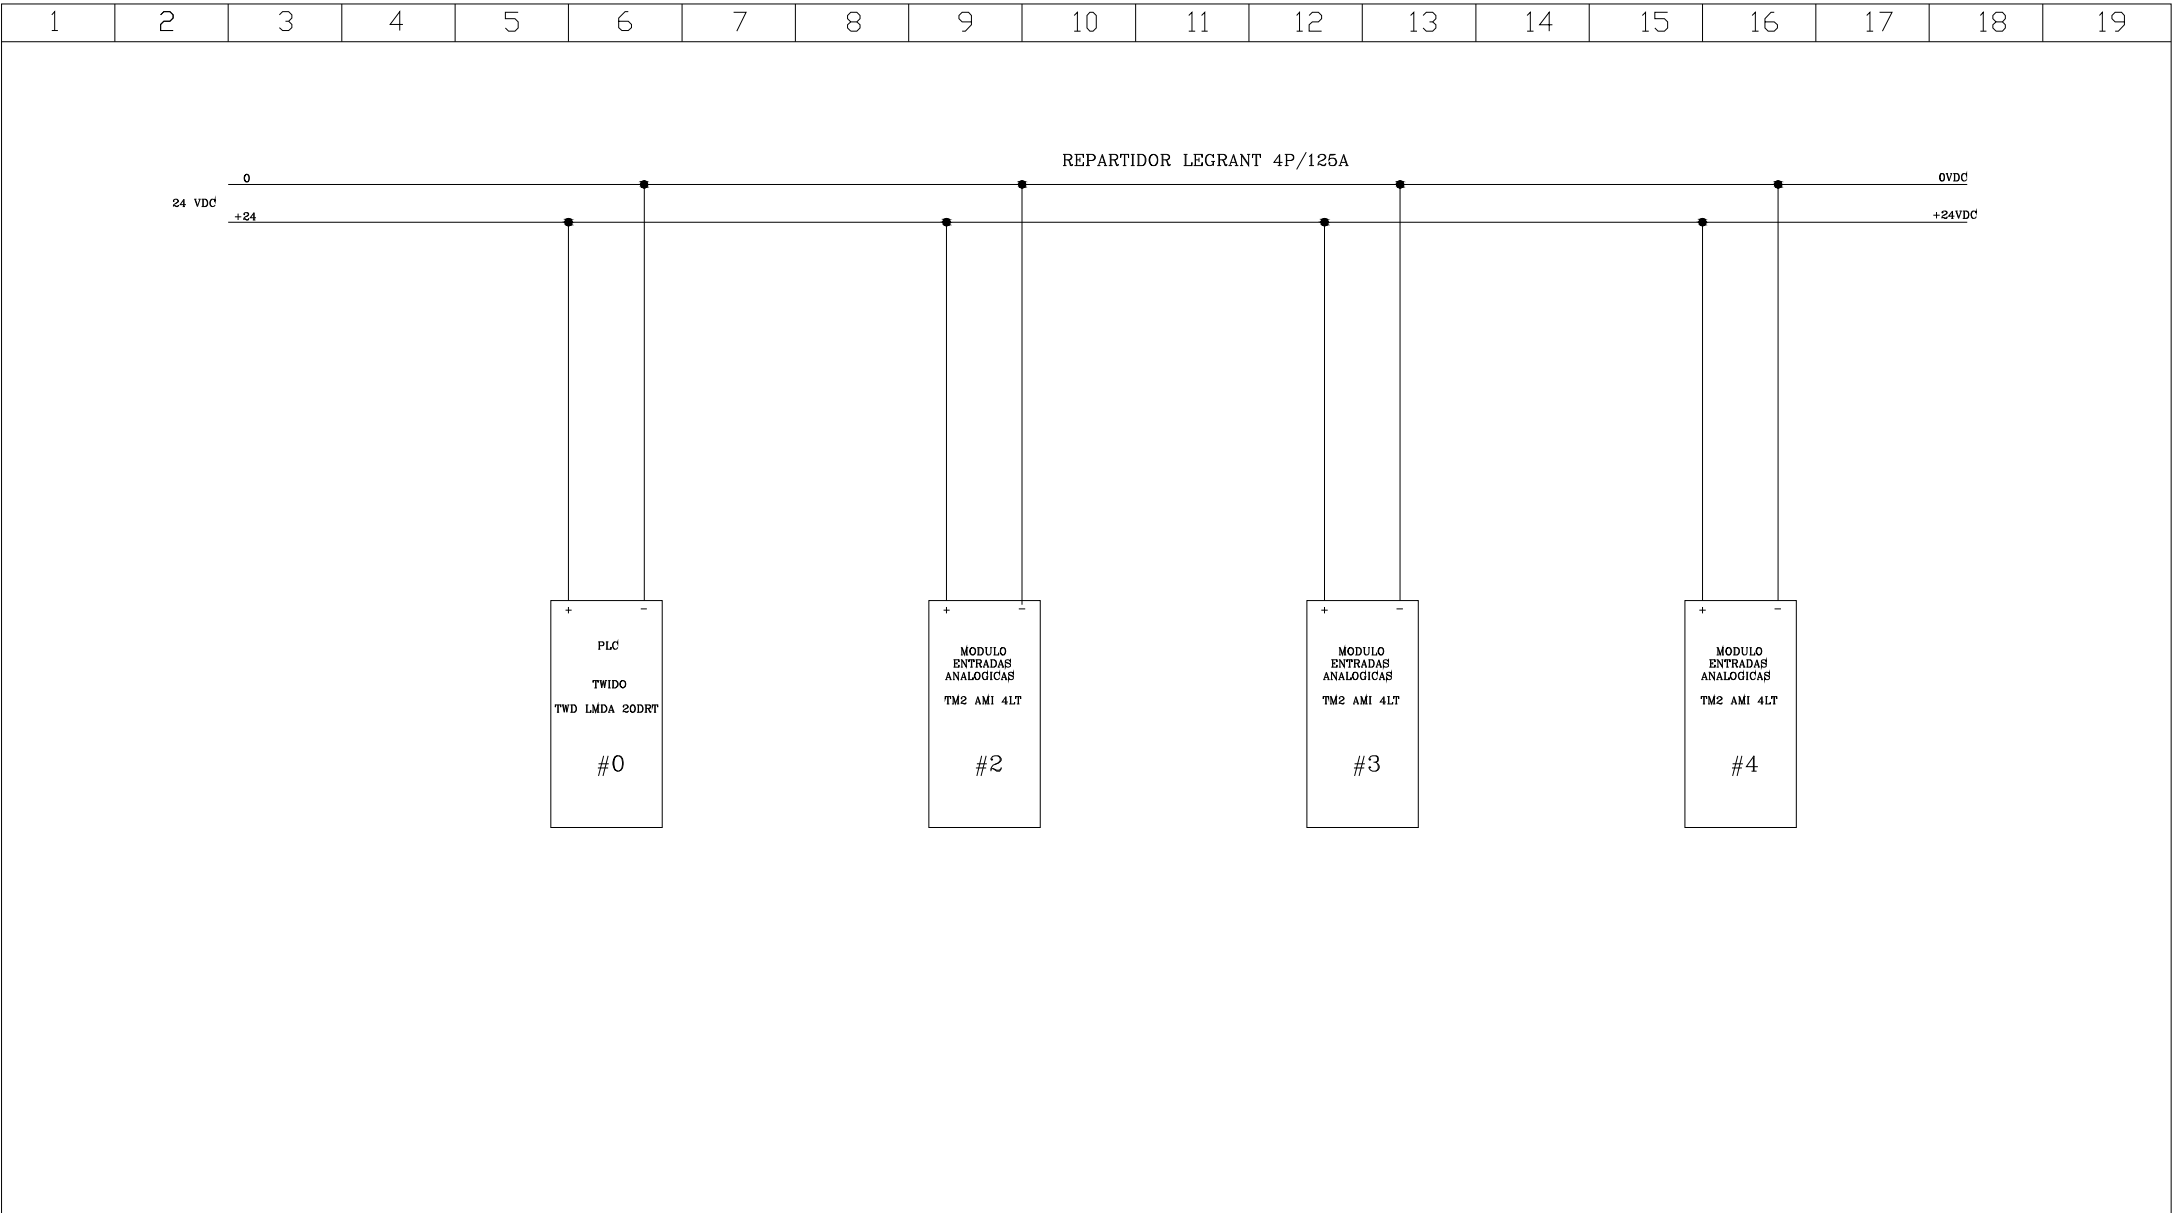 1 2 3 4 5 6 7 8 9 10 11 12 13 14 15 16 17 18 19
REPARTIDOR LEGRANT 4P/125A
0
0VDC
24 VDC
+24
+24VDC
+ -
PLC
TWIDO
TWD LMDA 20DRT
#0
+ -
MODULO
ENTRADAS
ANALOGICAS
TM2 AMI 4LT
#2
+ -
MODULO
ENTRADAS
ANALOGICAS
TM2 AMI 4LT
#3
+ -
MODULO
ENTRADAS
ANALOGICAS
TM2 AMI 4LT
#4